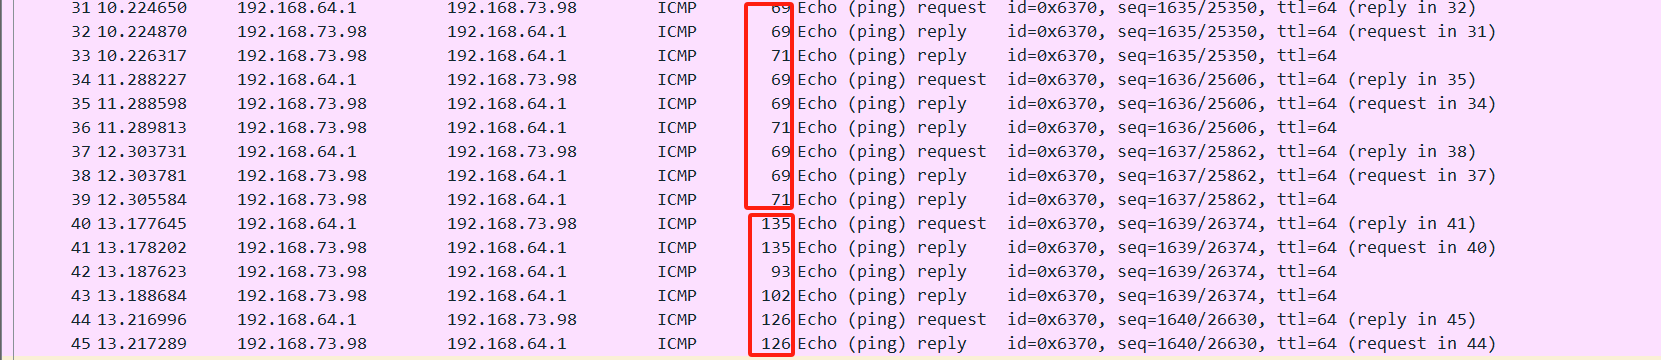 31 10.224650 192.168.64.1 192.168.73.98 ICMP 69 Echo (ping) request id=0x6370, seq=1635/25350, ttl=64 (reply in 32)
32 10.224870 192.168.73.98 192.168.64.1 ICMP 69 Echo (ping) reply id=0x6370, seq=1635/25350, ttl=64 (request in 31)
33 10.226317 192.168.73.98 192.168.64.1 ICMP 71 Echo (ping) reply id=0x6370, seq=1635/25350, ttl=64
34 11.288227 192.168.64.1 192.168.73.98 ICMP 69 Echo (ping) request id=0x6370, seq=1636/25606, ttl=64 (reply in 35)
35 11.288598 192.168.73.98 192.168.64.1 ICMP 69 Echo (ping) reply id=0x6370, seq=1636/25606, ttl=64 (request in 34)
36 11.289813 192.168.73.98 192.168.64.1 ICMP 71 Echo (ping) reply id=0x6370, seq=1636/25606, ttl=64
37 12.303731 192.168.64.1 192.168.73.98 ICMP 69 Echo (ping) request id=0x6370, seq=1637/25862, ttl=64 (reply in 38)
38 12.303781 192.168.73.98 192.168.64.1 ICMP 69 Echo (ping) reply id=0x6370, seq=1637/25862, ttl=64 (request in 37)
39 12.305584 192.168.73.98 192.168.64.1 ICMP 71 Echo (ping) reply id=0x6370, seq=1637/25862, ttl=64
40 13.177645 192.168.64.1 192.168.73.98 ICMP 135 Echo (ping) request id=0x6370, seq=1639/26374, ttl=64 (reply in 41)
41 13.178202 192.168.73.98 192.168.64.1 ICMP 135 Echo (ping) reply id=0x6370, seq=1639/26374, ttl=64 (request in 40)
42 13.187623 192.168.73.98 192.168.64.1 ICMP 93 Echo (ping) reply id=0x6370, seq=1639/26374, ttl=64
43 13.188684 192.168.73.98 192.168.64.1 ICMP 102 Echo (ping) reply id=0x6370, seq=1639/26374, ttl=64
44 13.216996 192.168.64.1 192.168.73.98 ICMP 126 Echo (ping) request id=0x6370, seq=1640/26630, ttl=64 (reply in 45)
45 13.217289 192.168.73.98 192.168.64.1 ICMP 126 Echo (ping) reply id=0x6370, seq=1640/26630, ttl=64 (request in 44)